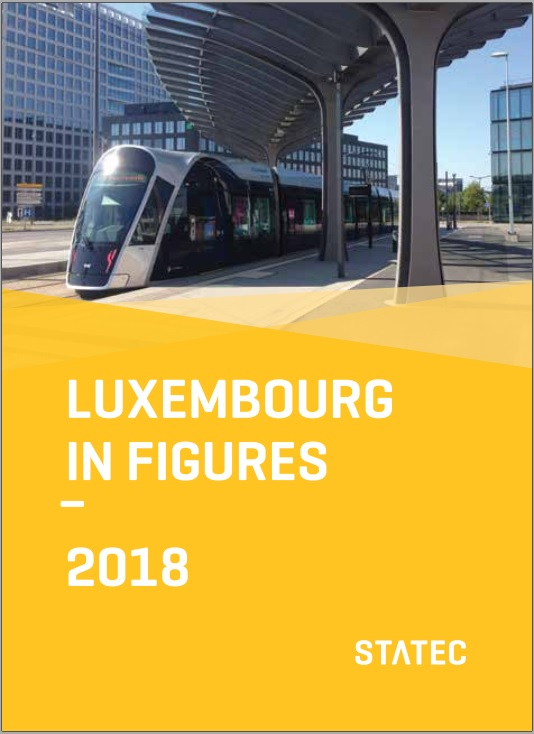 LUXEMBOURG
IN FIGURES
–
2018
STATEC